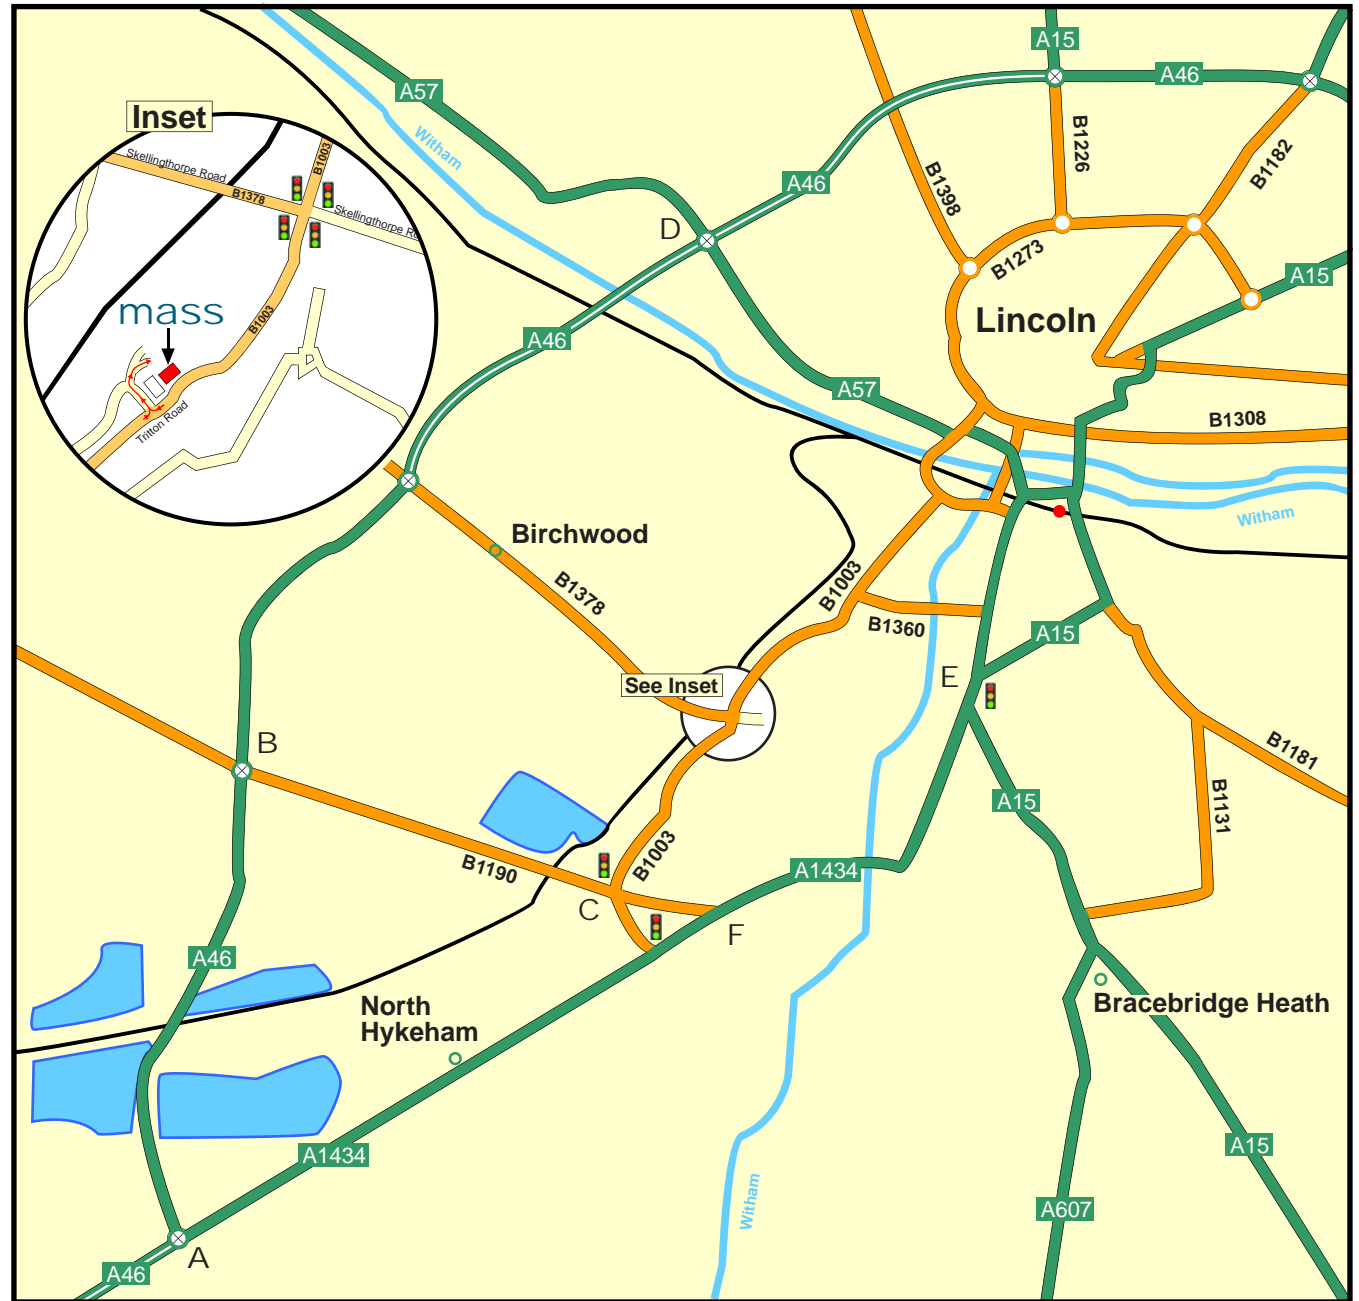 A15
A46
A57
Inset
Witham
B1226
B1182
Skellingthorpe Road
B1003
B1378
Skellingthorpe Ro
A46
B1398
D
B1273
A15
mass
B1003
Lincoln
A46
A57
Tritton Road
B1308
Witham
Birchwood
B1378
B1003
B1360
A15
See Inset
E
B
B1181
A15
B1131
B1003
B1190
A1434
C
F
A46
North
Hykeham
Bracebridge Heath
A1434
A15
Witham
A607
A
A46